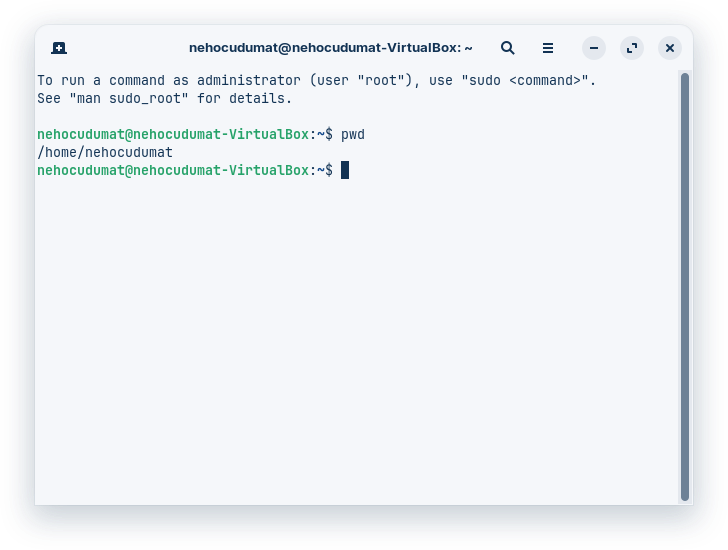 nehocudumat@nehocudumat-VirtualBox: ~
To run a command as administrator (user "root"), use "sudo <command>".
See "man sudo_root" for details.
nehocudumat@nehocudumat-VirtualBox:~$ pwd
/home/nehocudumat
nehocudumat@nehocudumat-VirtualBox:~$